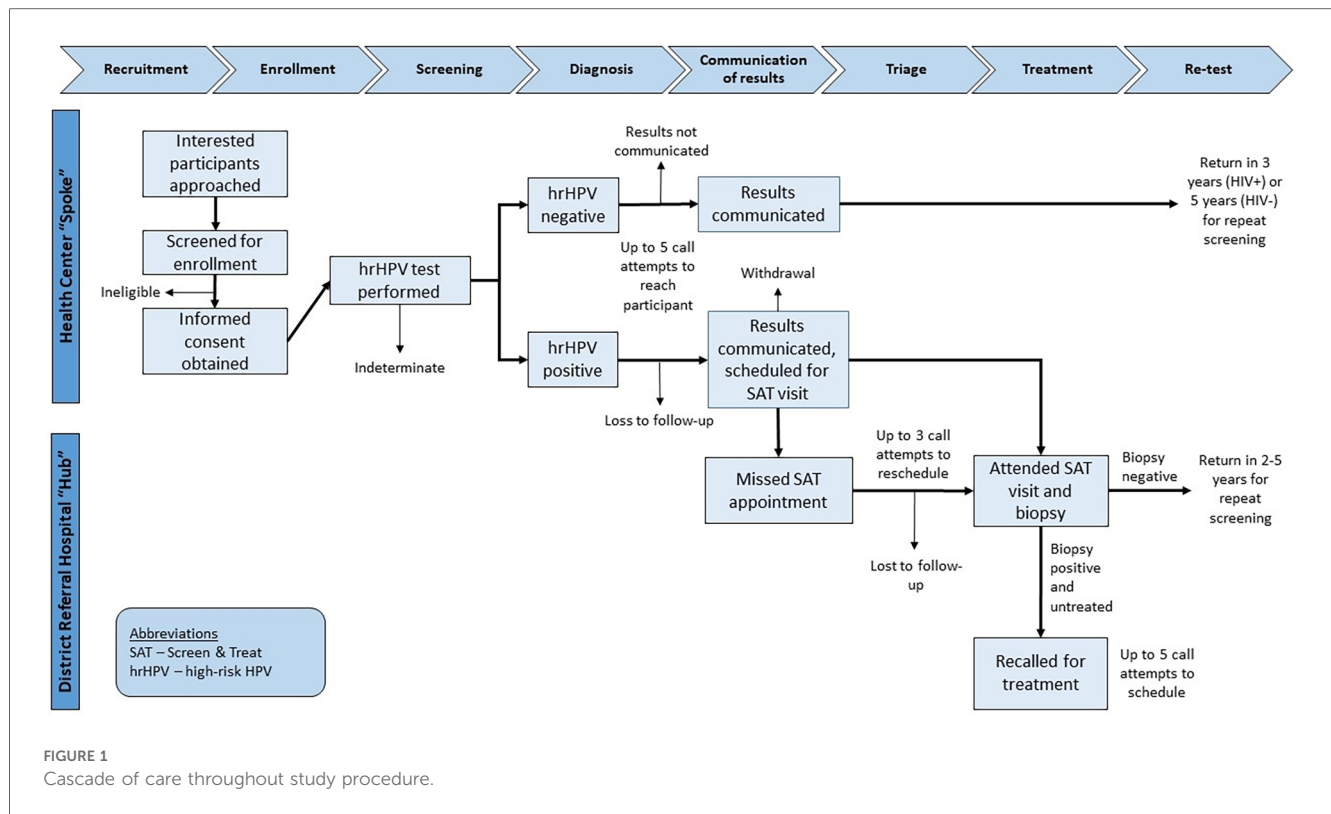 Recruitment
Enrollment
Screening
Diagnosis
Communication
of results
Triage
Treatment
Re-test
Health Center "Spoke"
Interested
participants
approached
Screened for
enrollment
Ineligible
Informed
consent
obtained
hrHPV test
performed
Indeterminate
Results not
communicated
hrHPV
negative
Results
communicated
Return in 3
years (HIV+) or
5 years (HIV-)
for repeat
screening
Up to 5 call
attempts to
reach
participant
Withdrawal
hrHPV
positive
Results
communicated,
scheduled for
SAT visit
Loss to follow-up
District Referral Hospital "Hub"
Missed SAT
appointment
Up to 3 call
attempts to
reschedule
Lost to follow-
up
Attended SAT
visit and
biopsy
Biopsy
negative
Return in 2-5
years for
repeat
screening
Biopsy
positive
and
untreated
Recalled for
treatment
Up to 5 call
attempts to
schedule
Abbreviations
SAT – Screen & Treat
hrHPV – high-risk HPV
FIGURE 1
Cascade of care throughout study procedure.